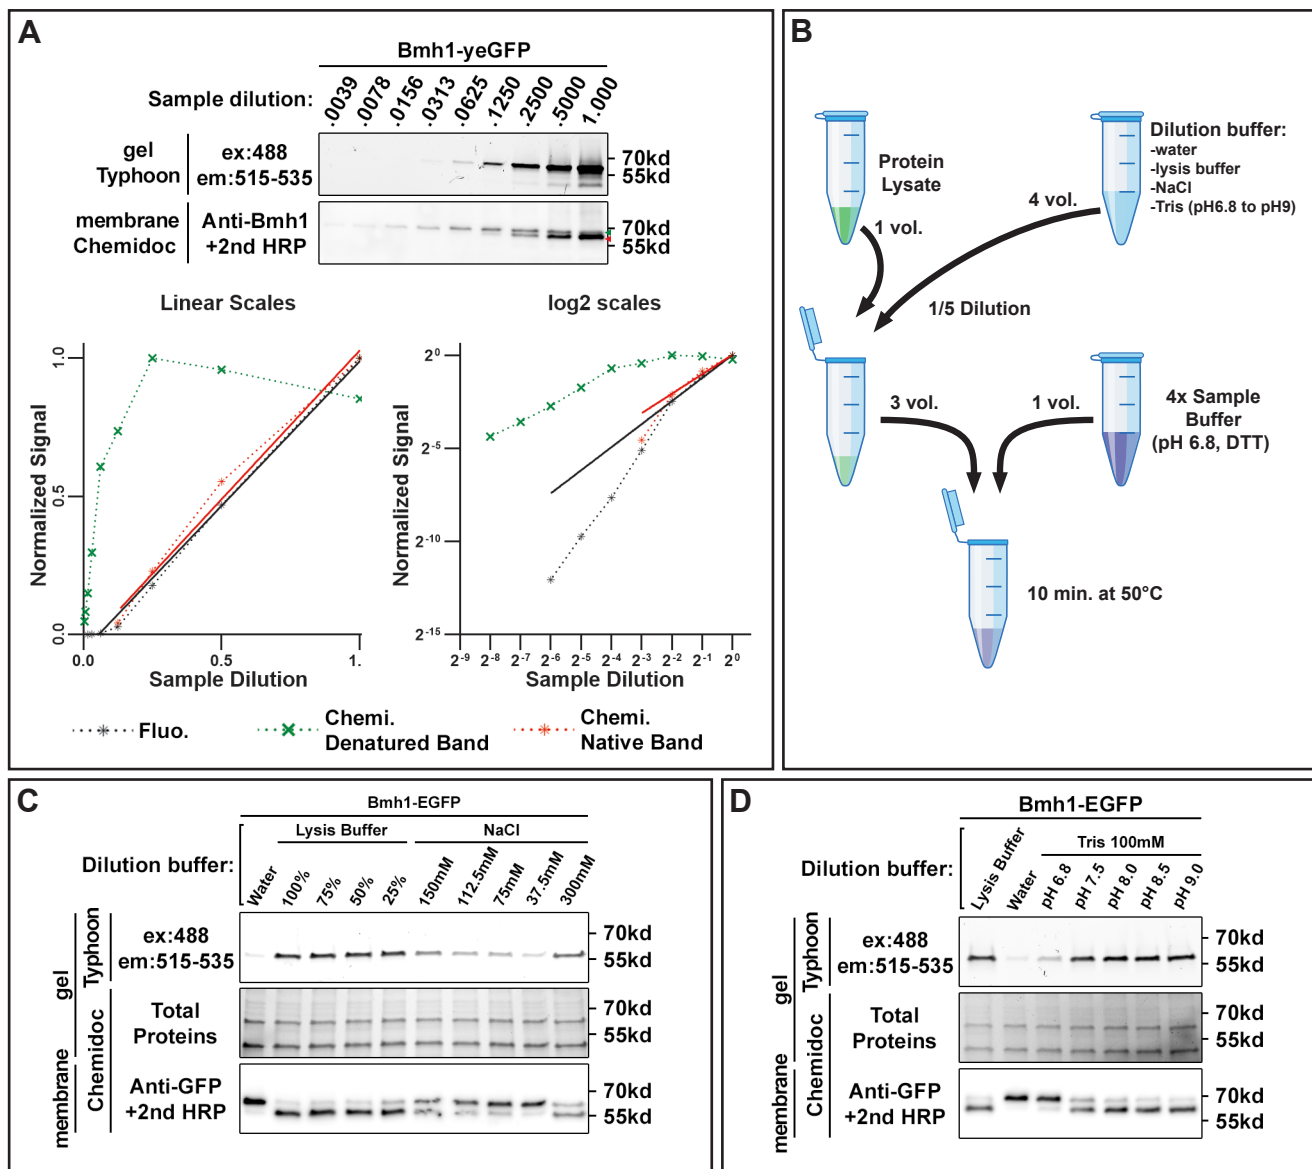 A
Bmh1-yeGFP
Sample dilution:
.0039
.0078
.0156
.0313
.0625
.1250
.2500
.5000
1.000
gel
Typhoon
ex:488
em:515-535
70kd
55kd
membrane
Chemidoc
Anti-Bmh1
+2nd HRP
70kd
55kd
Linear Scales
Normalized Signal
1.0
0.5
0.0
0.0
0.5
1.
Sample Dilution
log2 scales
Normalized Signal
2^0
2^-5
2^-10
2^-15
2^-9
2^-8
2^-7
2^-6
2^-5
2^-4
2^-3
2^-2
2^-1
2^0
Sample Dilution
Fluo.
Chemi.
Denatured Band
Chemi.
Native Band
B
Protein
Lysate
Dilution buffer:
-water
-lysis buffer
-NaCl
-Tris (pH6.8 to pH9)
1 vol.
4 vol.
1/5 Dilution
3 vol.
1 vol.
4x Sample
Buffer
(pH 6.8, DTT)
10 min. at 50°C
C
Bmh1-EGFP
Lysis Buffer
NaCl
Dilution buffer:
Water
100%
75%
50%
25%
150mM
112.5mM
75mM
37.5mM
300mM
gel
Typhoon
ex:488
em:515-535
70kd
55kd
Chemidoc
Total
Proteins
70kd
55kd
membrane
Anti-GFP
+2nd HRP
70kd
55kd
D
Bmh1-EGFP
Tris 100mM
Dilution buffer:
Lysis Buffer
Water
pH 6.8
pH 7.5
pH 8.0
pH 8.5
pH 9.0
gel
Typhoon
ex:488
em:515-535
70kd
55kd
Chemidoc
Total
Proteins
70kd
55kd
membrane
Anti-GFP
+2nd HRP
70kd
55kd